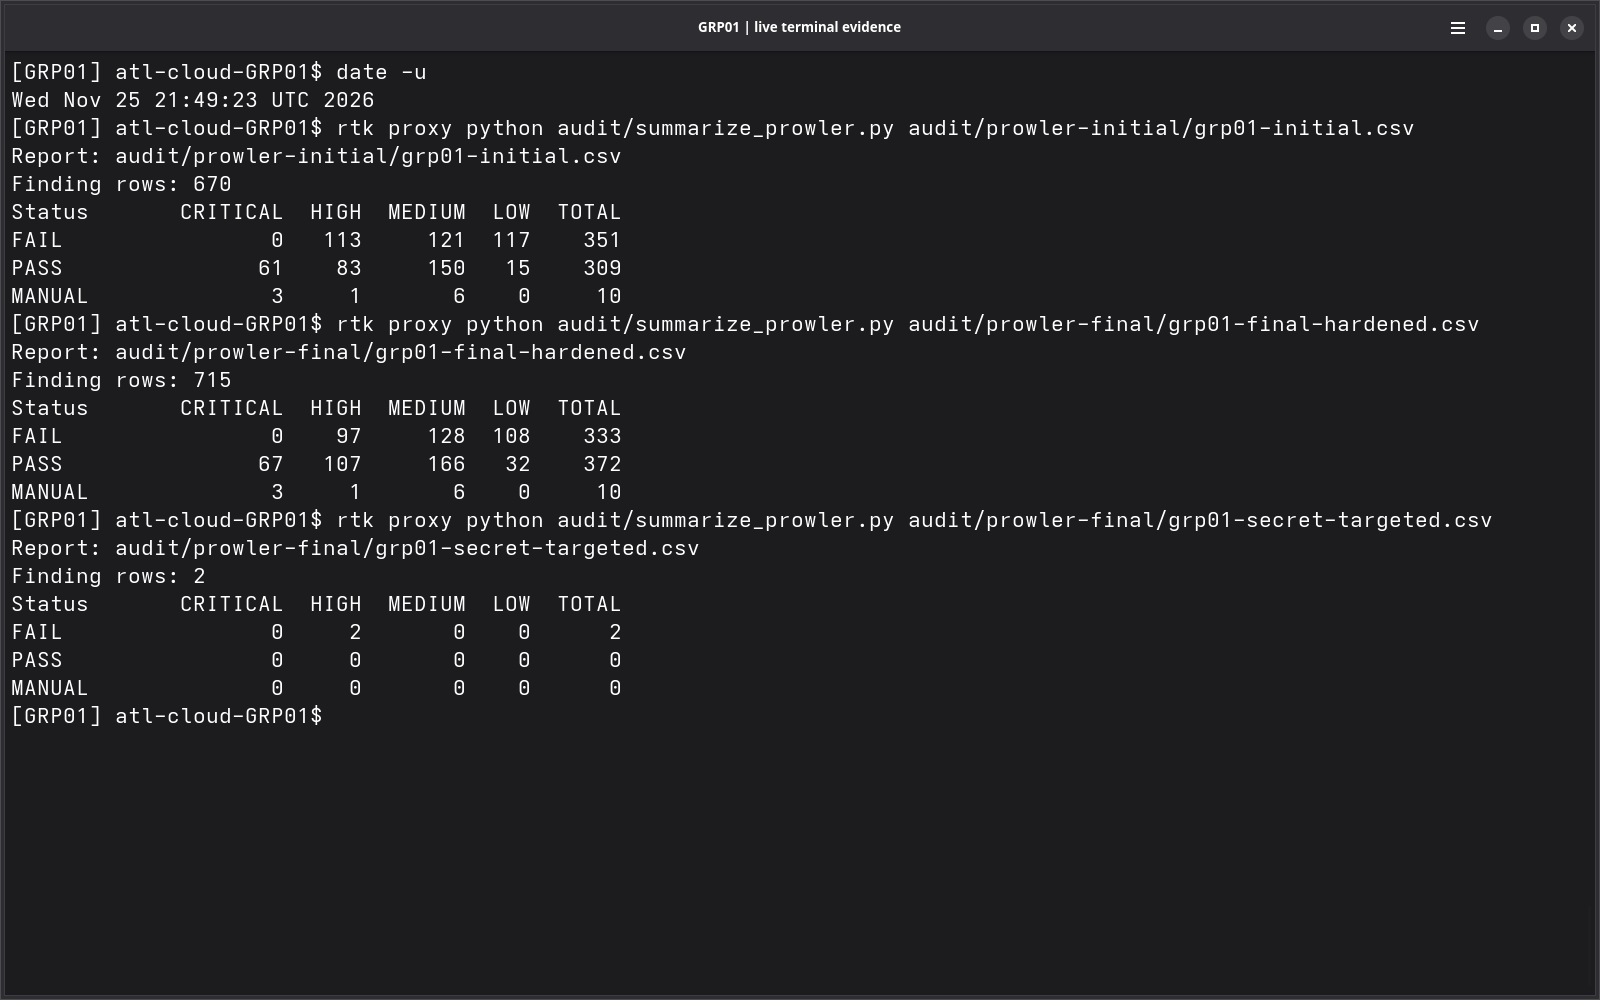 GRP01 | live terminal evidence
[GRP01] atl-cloud-GRP01$ date -u
Wed Nov 25 21:49:23 UTC 2026
[GRP01] atl-cloud-GRP01$ rtk proxy python audit/summarize_prowler.py audit/prowler-initial/grp01-initial.csv
Report: audit/prowler-initial/grp01-initial.csv
Finding rows: 670
Status       CRITICAL  HIGH  MEDIUM  LOW  TOTAL
FAIL                0   113     121  117    351
PASS               61    83     150   15    309
MANUAL              3     1       6    0     10
[GRP01] atl-cloud-GRP01$ rtk proxy python audit/summarize_prowler.py audit/prowler-final/grp01-final-hardened.csv
Report: audit/prowler-final/grp01-final-hardened.csv
Finding rows: 715
Status       CRITICAL  HIGH  MEDIUM  LOW  TOTAL
FAIL                0    97     128  108    333
PASS               67   107     166   32    372
MANUAL              3     1       6    0     10
[GRP01] atl-cloud-GRP01$ rtk proxy python audit/summarize_prowler.py audit/prowler-final/grp01-secret-targeted.csv
Report: audit/prowler-final/grp01-secret-targeted.csv
Finding rows: 2
Status       CRITICAL  HIGH  MEDIUM  LOW  TOTAL
FAIL                0     2       0    0      2
PASS                0     0       0    0      0
MANUAL              0     0       0    0      0
[GRP01] atl-cloud-GRP01$